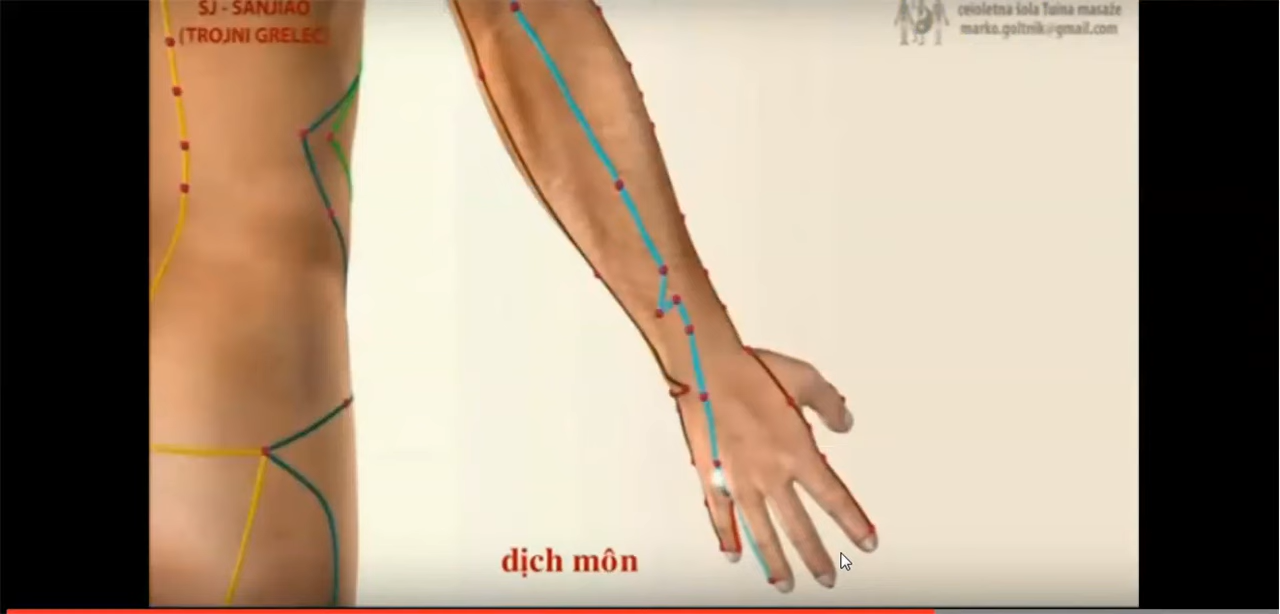 SJ - SANJIAO
(TROJNI GRELEC)
celoletna šola Tuina masaže
marko.goltnik@gmail.com
dịch môn